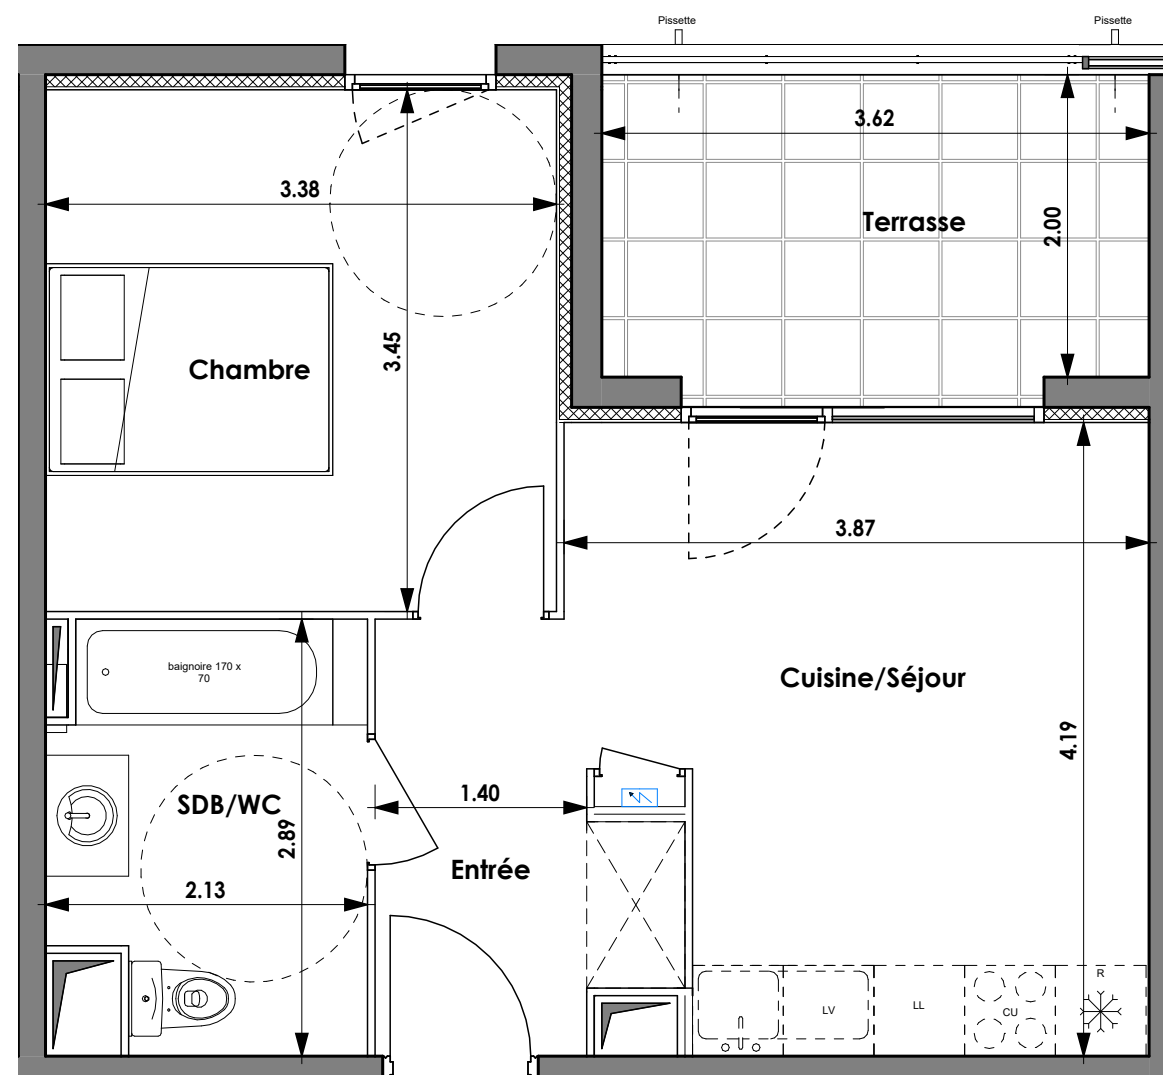 Pissette
Pissette
3.62
3.38
2.00
Terrasse
3.45
Chambre
3.87
baignoire 170 x
70
Cuisine/Séjour
4.19
1.40
SDB/WC
2.89
Entrée
2.13
R
LV
LL
CU